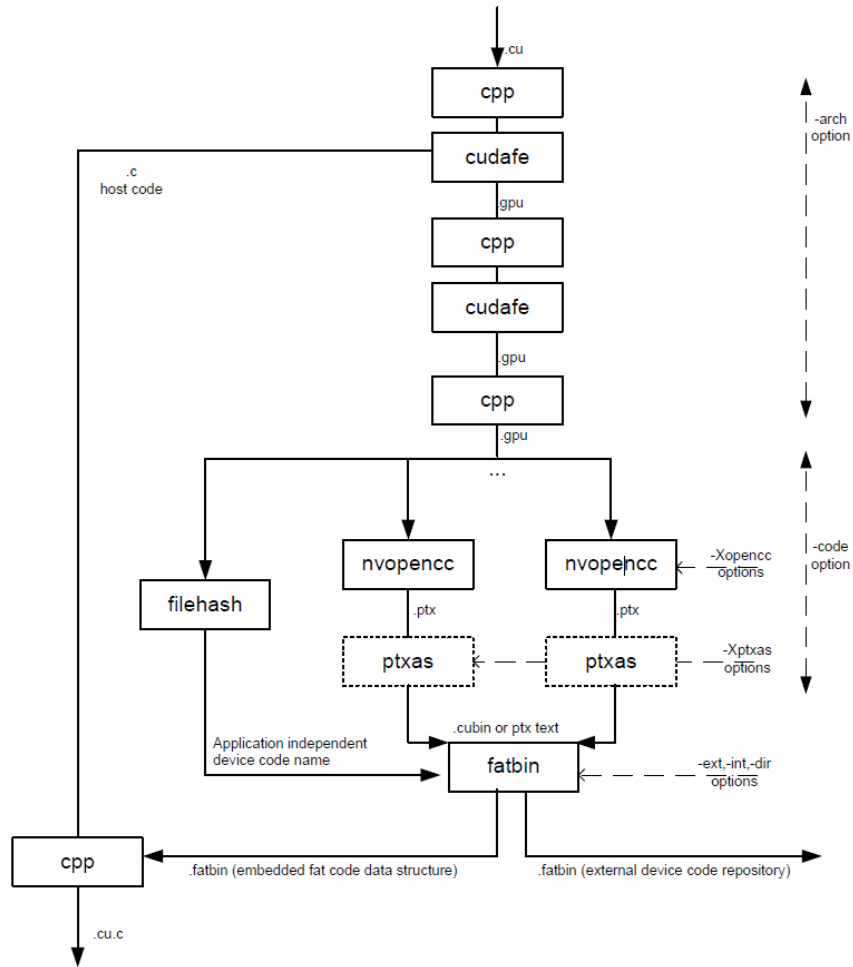 .cu
cpp
-arch
option
cudafe
.c
host code
.gpu
cpp
cudafe
.gpu
cpp
.gpu
...
nvopencc
nvopencc
-Xopencc
options
-code
option
filehash
.ptx
.ptx
ptxas
ptxas
-Xptxas
options
.cubin or ptx text
Application independent
device code name
fatbin
-ext,-int,-dir
options
cpp
.fatbin (embedded fat code data structure)
.fatbin (external device code repository)
.cu.c